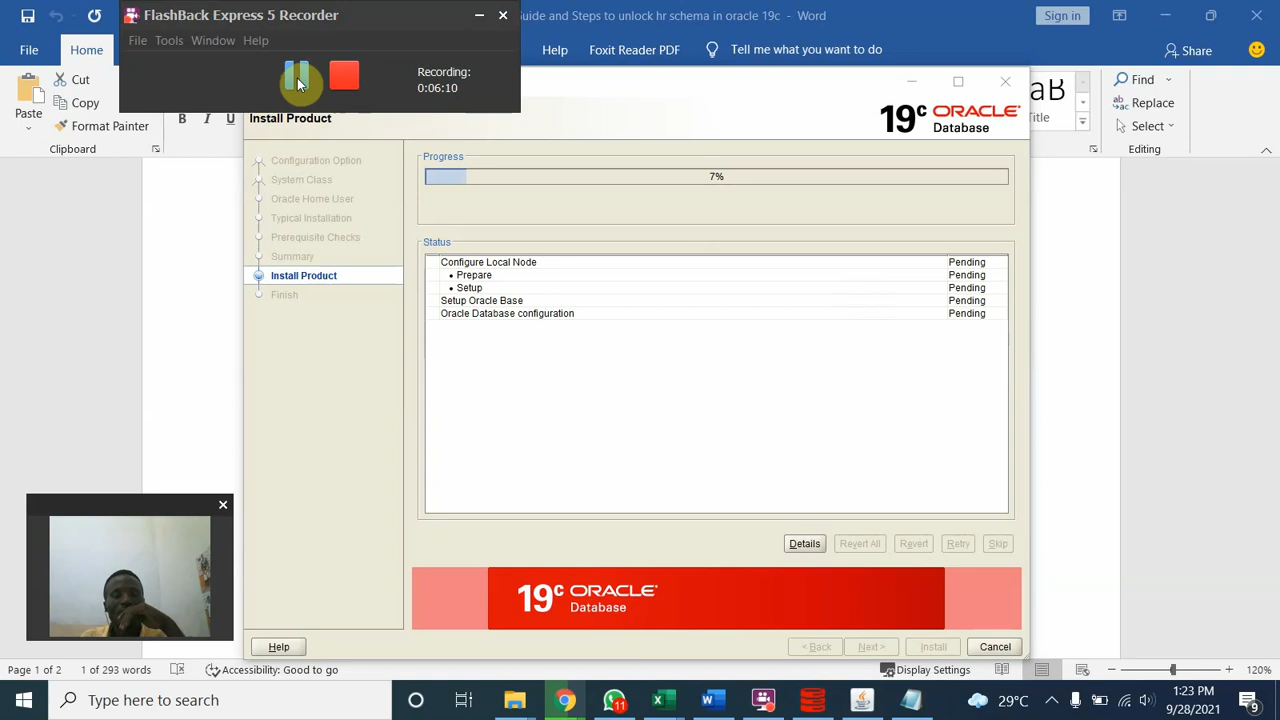 FlashBack Express 5 Recorder
File Tools Window Help
Recording:
0:06:10
Guide and Steps to unlock hr schema in oracle 19c - Word
Sign in
File
Home
Help
Foxit Reader PDF
Tell me what you want to do
Share
Paste
Cut
Copy
Format Painter
Clipboard
B I U
aB
Title
Find
Replace
Select
Editing
Install Product
19c ORACLE
Database
Configuration Option
System Class
Oracle Home User
Typical Installation
Prerequisite Checks
Summary
Install Product
Finish
Progress
7%
Status
Configure Local Node Pending
• Prepare Pending
• Setup Pending
Setup Oracle Base Pending
Oracle Database configuration Pending
Details Revert All Revert Retry Skip
19c ORACLE
Database
Help
< Back Next > Install Cancel
Page 1 of 2 1 of 293 words Accessibility: Good to go
Display Settings
120%
Type here to search
11
29°C
1:23 PM
9/28/2021
9